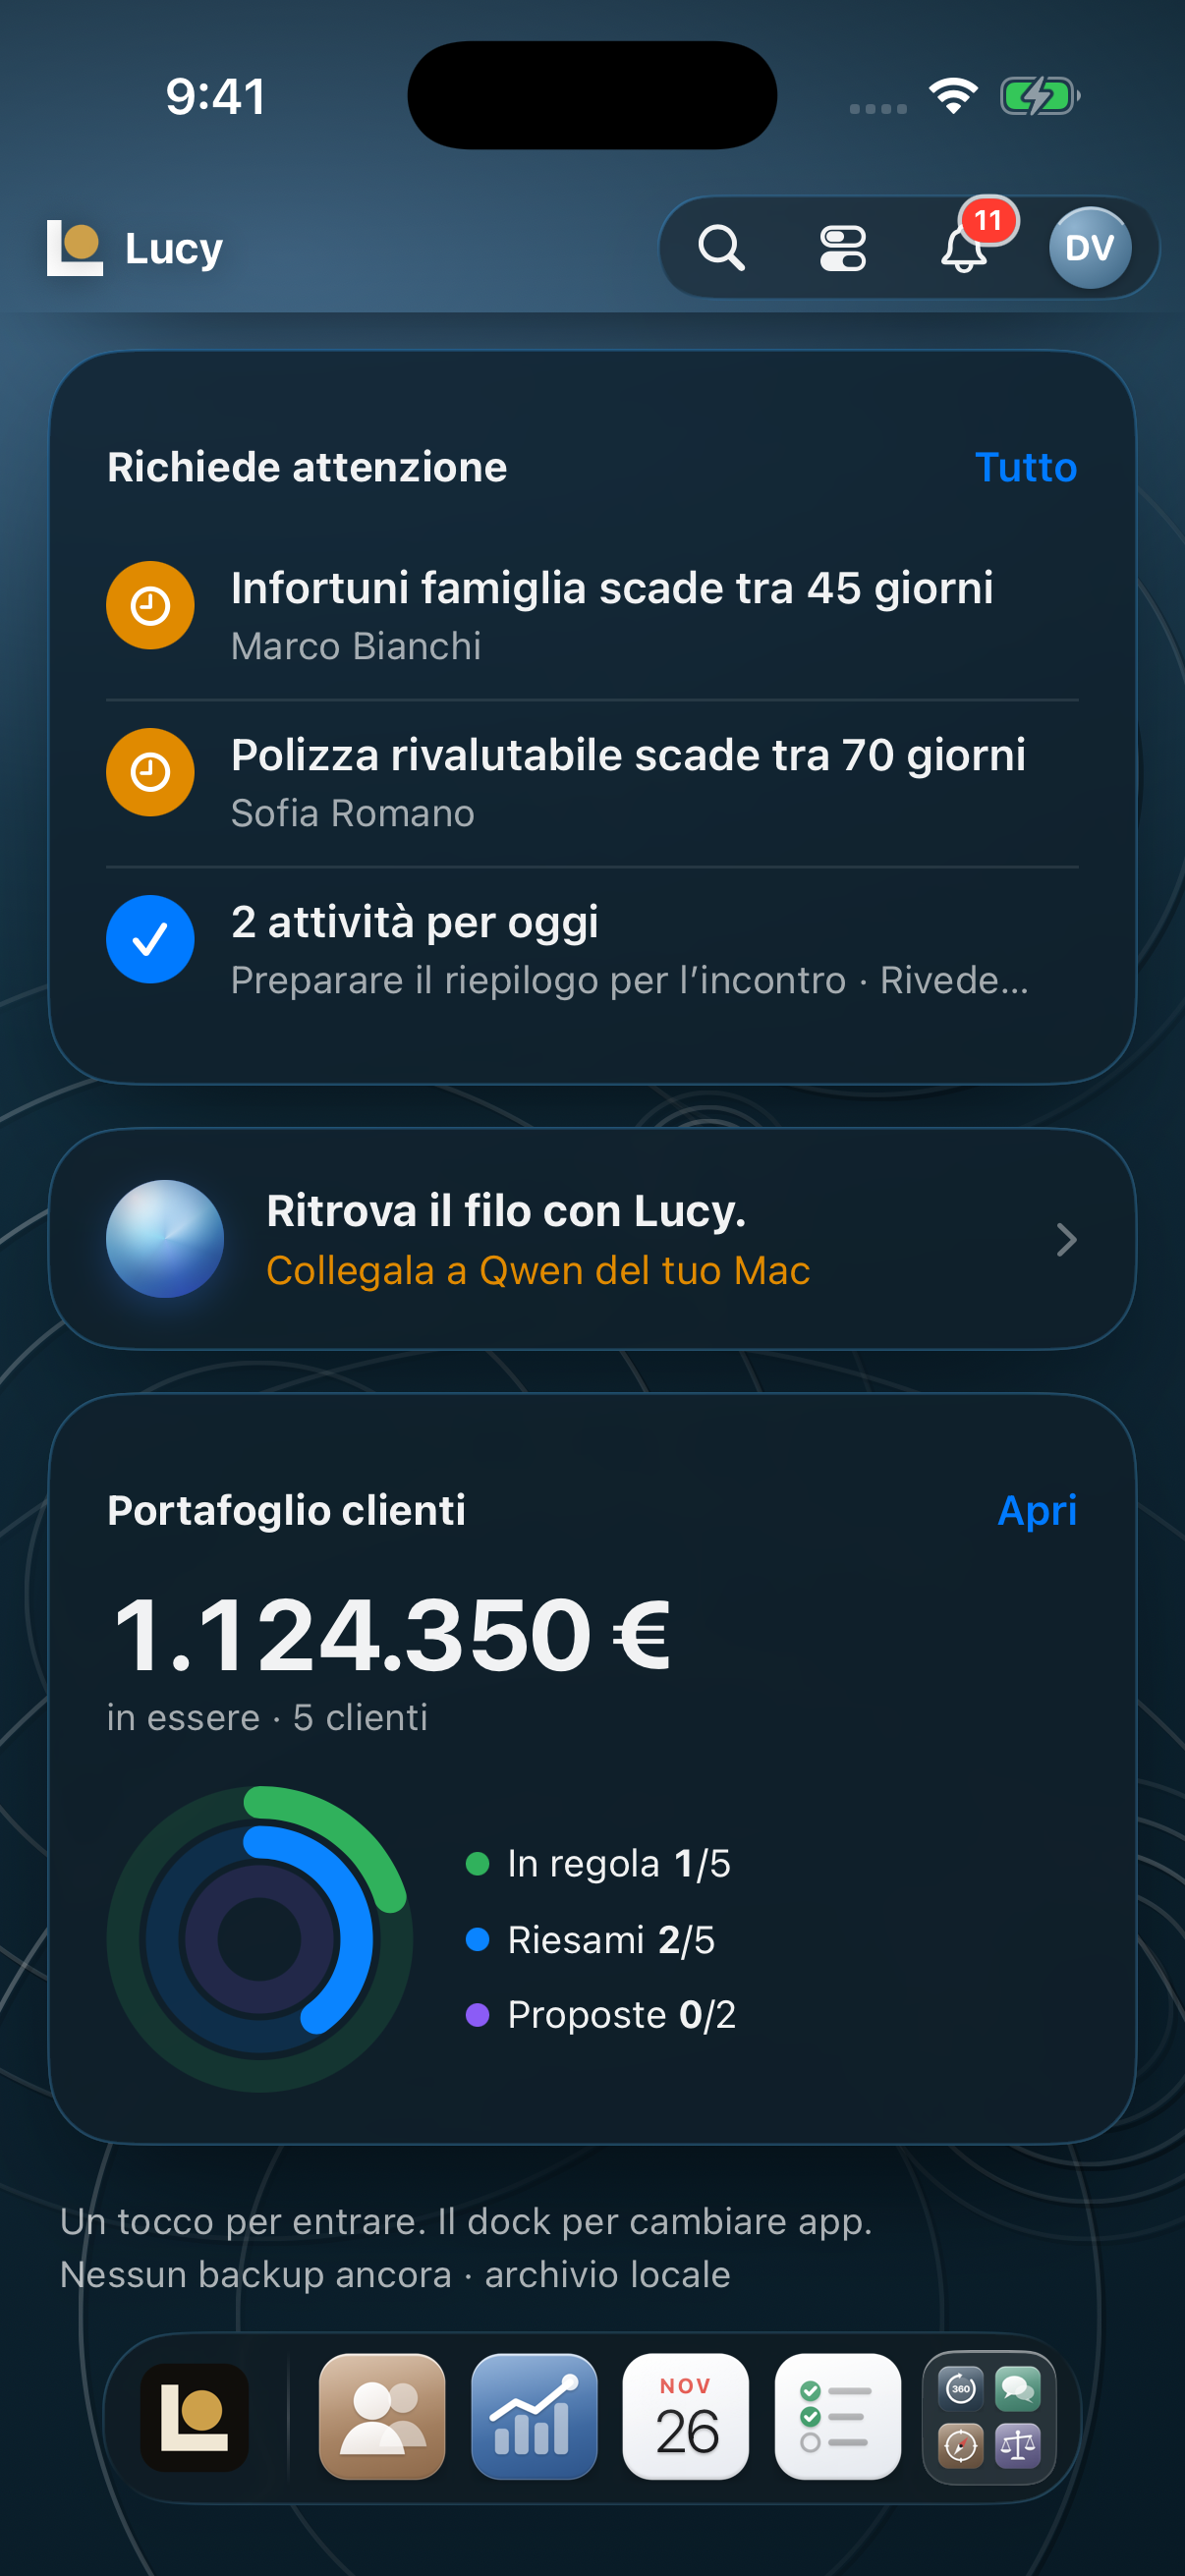 9:41
Lucy
11
DV
Richiede attenzione
Tutto
Infortuni famiglia scade tra 45 giorni
Marco Bianchi
Polizza rivalutabile scade tra 70 giorni
Sofia Romano
2 attività per oggi
Preparare il riepilogo per l’incontro · Rivede…
Ritrova il filo con Lucy.
Collegala a Qwen del tuo Mac
Portafoglio clienti
Apri
1.124.350 €
in essere · 5 clienti
In regola 1/5
Riesami 2/5
Proposte 0/2
Un tocco per entrare. Il dock per cambiare app.
Nessun backup ancora · archivio locale
NOV
26
360